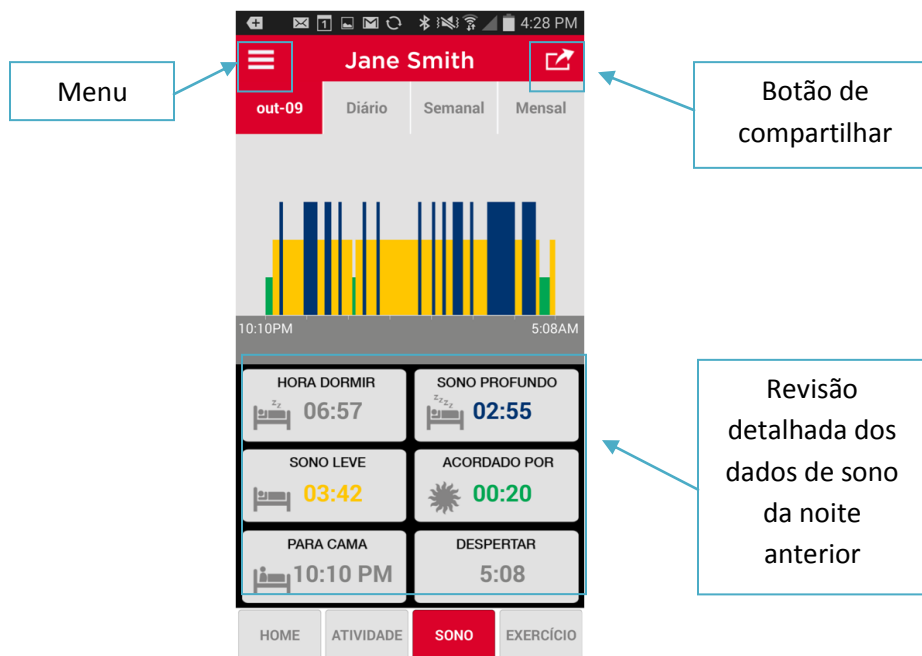 1
4:28 PM
Jane Smith
Menu
Botão de
compartilhar
out-09
Diário
Semanal
Mensal
10:10PM
5:08AM
HORA DORMIR
06:57
SONO PROFUNDO
02:55
SONO LEVE
03:42
ACORDADO POR
00:20
PARA CAMA
10:10 PM
DESPERTAR
5:08
Revisão
detalhada dos
dados de sono
da noite
anterior
HOME
ATIVIDADE
SONO
EXERCÍCIO